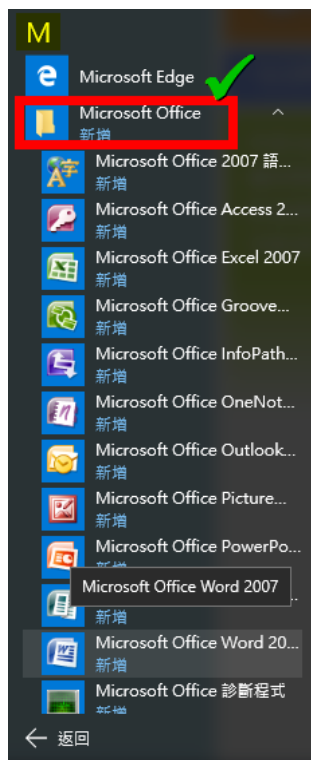 M
Microsoft Edge
Microsoft Office
新增
Microsoft Office 2007 語...
新增
Microsoft Office Access 2...
新增
Microsoft Office Excel 2007
新增
Microsoft Office Groove...
新增
Microsoft Office InfoPath...
新增
Microsoft Office OneNot...
新增
Microsoft Office Outlook...
新增
Microsoft Office Picture...
新增
Microsoft Office PowerPo...
Microsoft Office Word 2007
新增
Microsoft Office Word 20...
新增
Microsoft Office 診斷程式
新增
返回